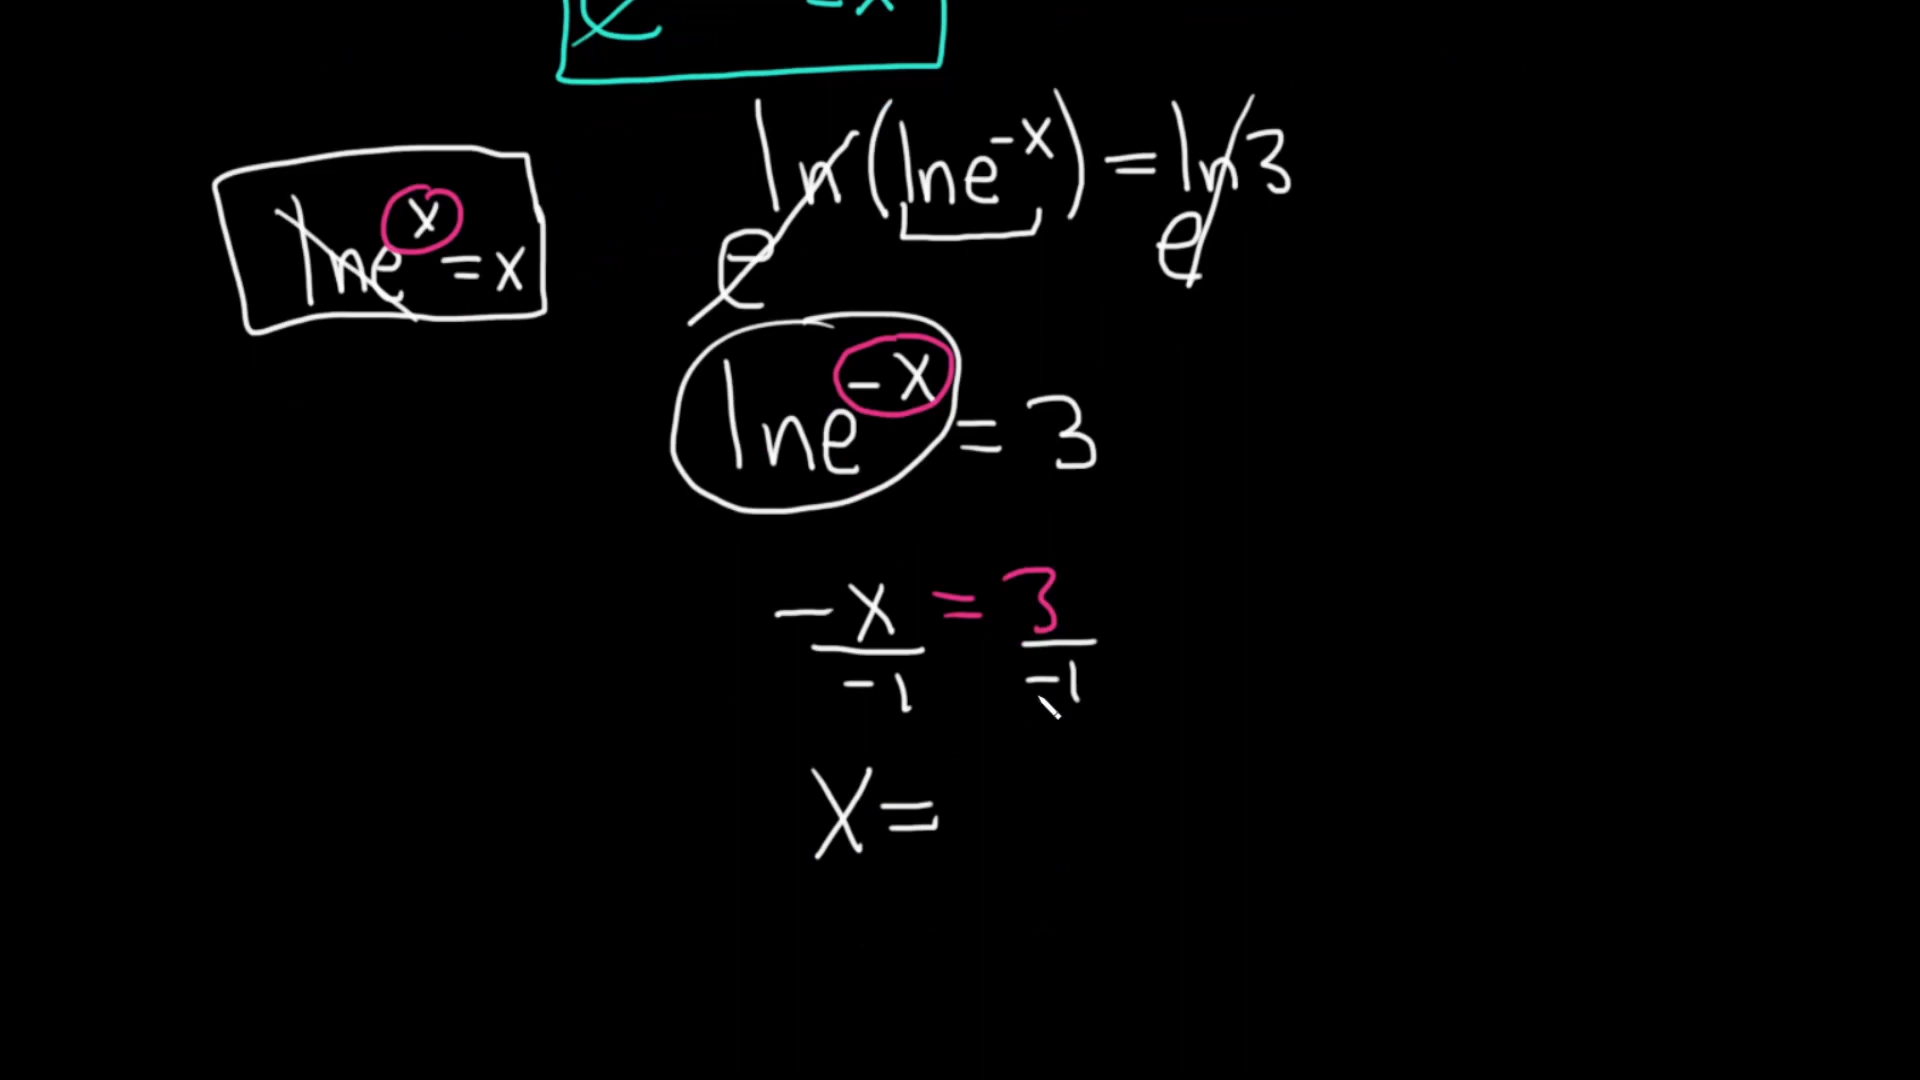 e = x
ln(ln e^{-x}) = ln 3
e e
ln e^x = x
ln e^{-x} = 3
-x = 3
-1 -1
x =